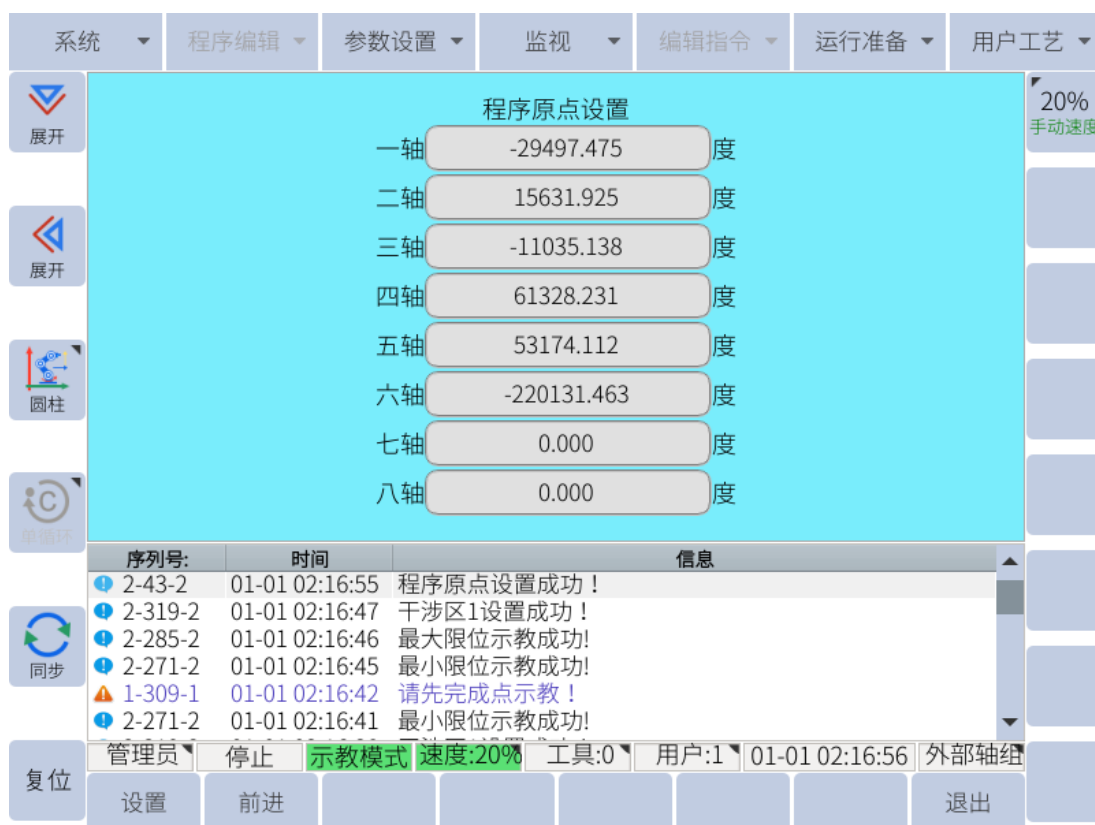 系统 程序编辑 参数设置 监视 编辑指令 运行准备 用户工艺
展开
20%
手动速度
程序原点设置
一轴 -29497.475 度
二轴 15631.925 度
展开
三轴 -11035.138 度
四轴 61328.231 度
五轴 53174.112 度
圆柱
六轴 -220131.463 度
七轴 0.000 度
八轴 0.000 度
单循环
序列号: 时间 信息
2-43-2 01-01 02:16:55 程序原点设置成功！
2-319-2 01-01 02:16:47 干涉区1设置成功！
2-285-2 01-01 02:16:46 最大限位示教成功!
2-271-2 01-01 02:16:45 最小限位示教成功!
同步
1-309-1 01-01 02:16:42 请先完成点示教！
2-271-2 01-01 02:16:41 最小限位示教成功!
管理员 停止 示教模式 速度:20% 工具:0 用户:1 01-01 02:16:56 外部轴组
复位
设置 前进 退出